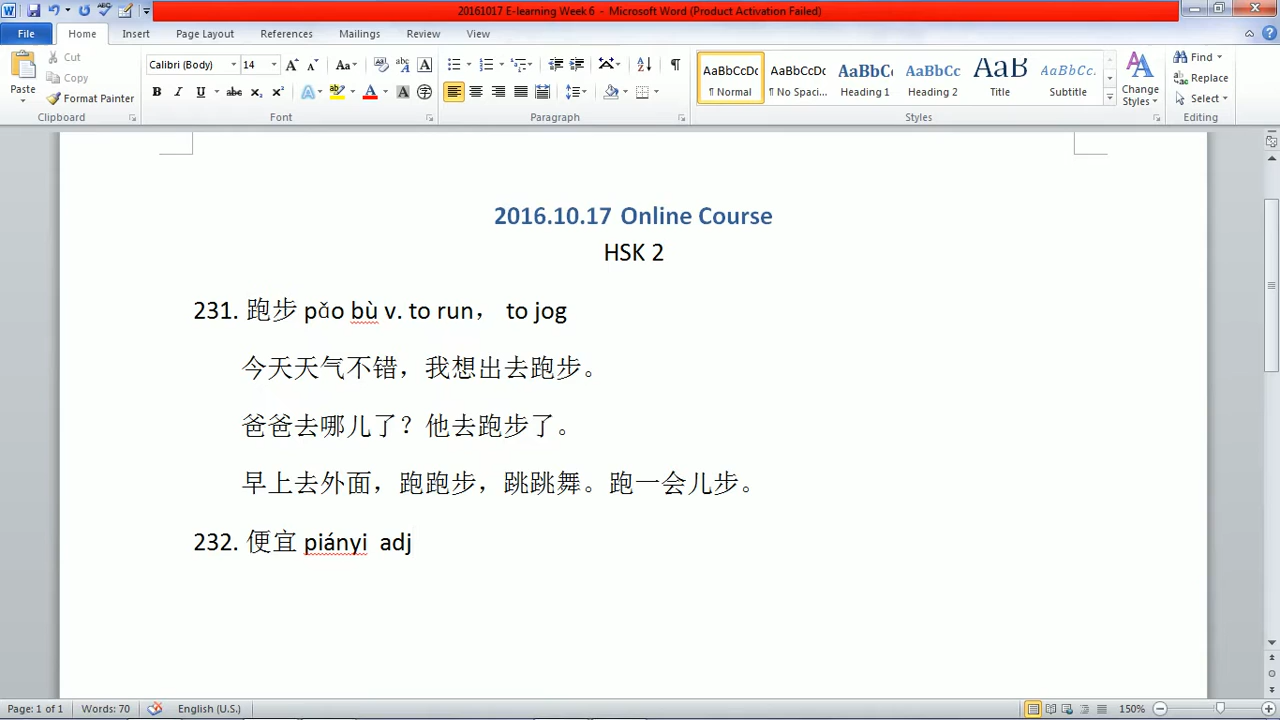 20161017 E-learning Week 6 - Microsoft Word (Product Activation Failed)
File Home Insert Page Layout References Mailings Review View
Paste Cut Copy Format Painter
Calibri (Body) 14
AaBbCcDc AaBbCcDc AaBbC AaBbCc AaB AaBbCc
¶ Normal ¶ No Spaci... Heading 1 Heading 2 Title Subtitle
Change Styles
Find Replace Select
Clipboard Font Paragraph Styles Editing
2016.10.17 Online Course
HSK 2
231. 跑步 pǎo bù v. to run， to jog
今天天气不错，我想出去跑步。
爸爸去哪儿了？他去跑步了。
早上去外面，跑跑步，跳跳舞。跑一会儿步。
232. 便宜 piányi adj
Page: 1 of 1 Words: 70 English (U.S.) 150%